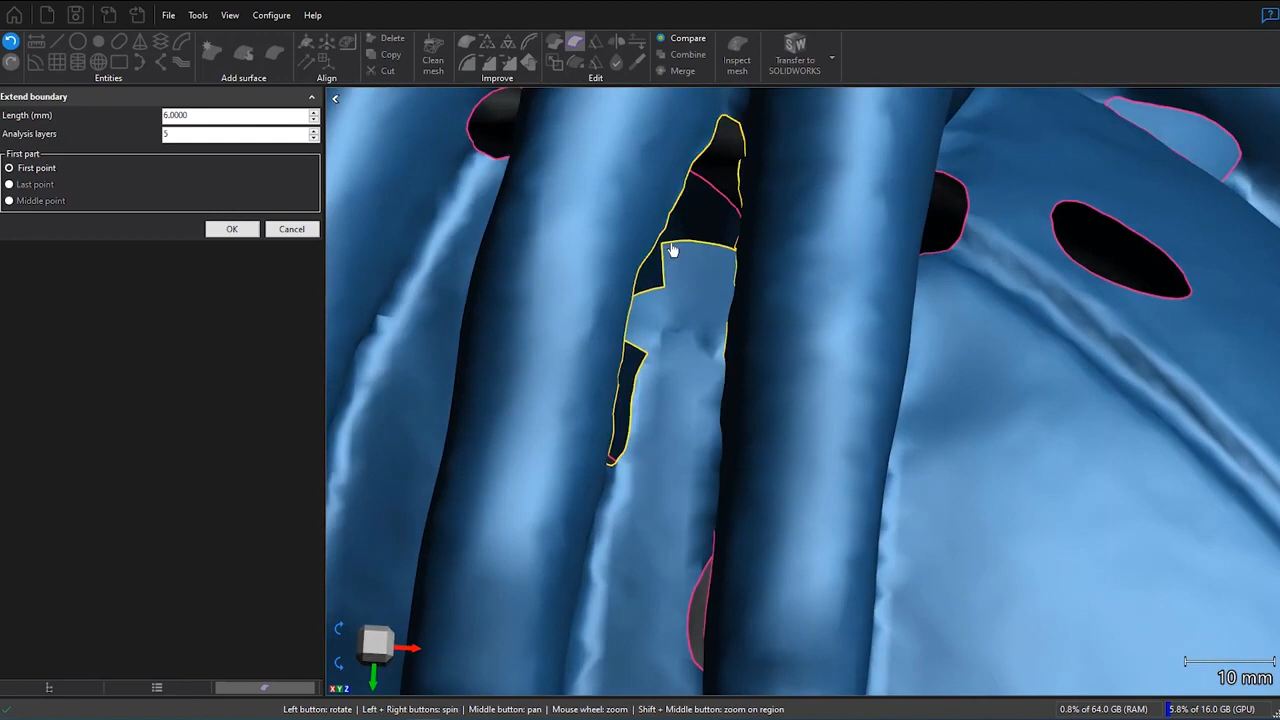 File Tools View Configure Help
Delete
Copy
Cut
Clean
mesh
Compare
Combine
Merge
Inspect
mesh
Transfer to
SOLIDWORKS
Entities Add surface Align Improve Edit
Extend boundary
Length (mm) 6.0000
Analysis layers 5
First part
First point
Last point
Middle point
OK Cancel
10 mm
XYZ
Left button: rotate | Left + Right buttons: spin | Middle button: pan | Mouse wheel: zoom | Shift + Middle button: zoom on region
0.8% of 64.0 GB (RAM) 5.8% of 16.0 GB (GPU)